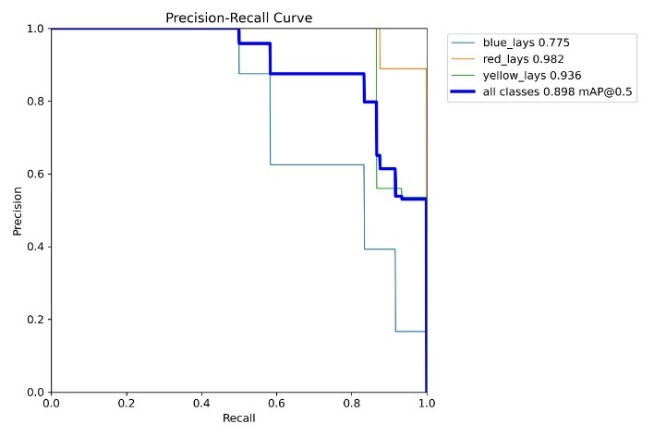 Precision-Recall Curve
1.0
0.8
0.6
0.4
0.2
0.0
Precision
0.0 0.2 0.4 0.6 0.8 1.0
Recall
blue_lays 0.775
red_lays 0.982
yellow_lays 0.936
all classes 0.898 mAP@0.5